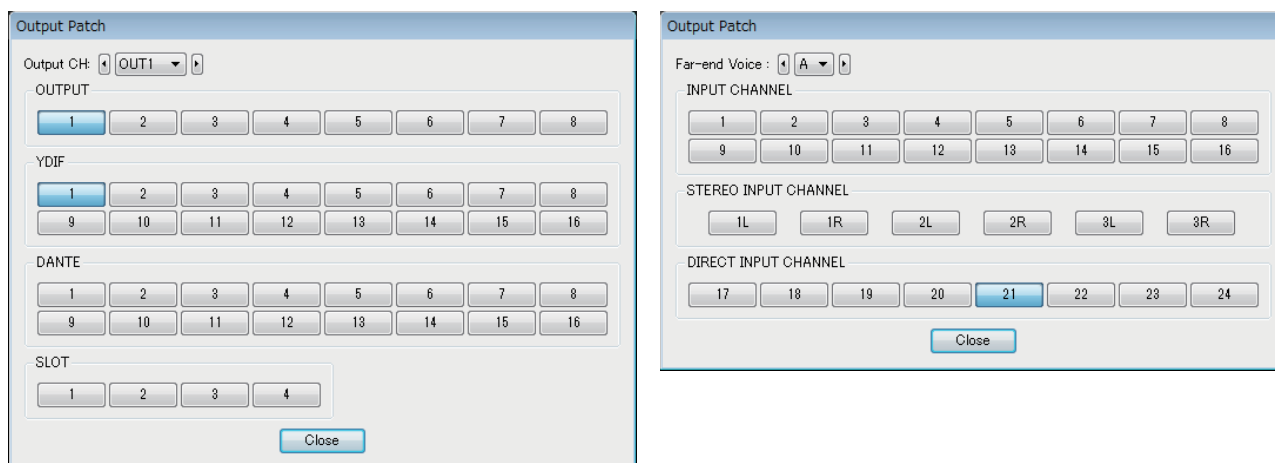 Output Patch
Output CH: OUT1
OUTPUT
1 2 3 4 5 6 7 8
YDIF
1 2 3 4 5 6 7 8
9 10 11 12 13 14 15 16
DANTE
1 2 3 4 5 6 7 8
9 10 11 12 13 14 15 16
SLOT
1 2 3 4
Close
Output Patch
Far-end Voice : A
INPUT CHANNEL
1 2 3 4 5 6 7 8
9 10 11 12 13 14 15 16
STEREO INPUT CHANNEL
1L 1R 2L 2R 3L 3R
DIRECT INPUT CHANNEL
17 18 19 20 21 22 23 24
Close